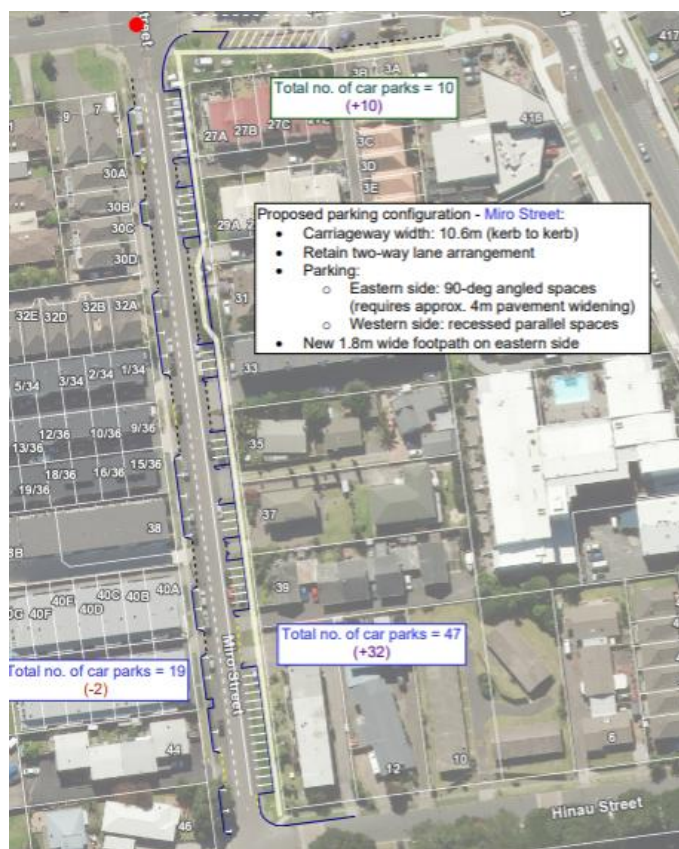 treet
417
Total no. of car parks = 10
(+10)
3B
3A
9
7
27A
27B
27C
3C
416
3D
3E
30A
30B
30C
30D
29A
Proposed parking configuration - Miro Street:
• Carriageway width: 10.6m (kerb to kerb)
• Retain two-way lane arrangement
• Parking:
o Eastern side: 90-deg angled spaces
(requires approx. 4m pavement widening)
o Western side: recessed parallel spaces
• New 1.8m wide footpath on eastern side
31
32E
32D
32B
32A
33
5/34
3/34
2/34
1/34
12/36
10/36
9/36
13/36
18/36
16/36
15/36
19/36
35
37
38
3B
39
40F
40E
40D
40C
40B
40A
Total no. of car parks = 47
(+32)
Total no. of car parks = 19
(-2)
Miro Street
44
46
12
10
6
Hinau Street